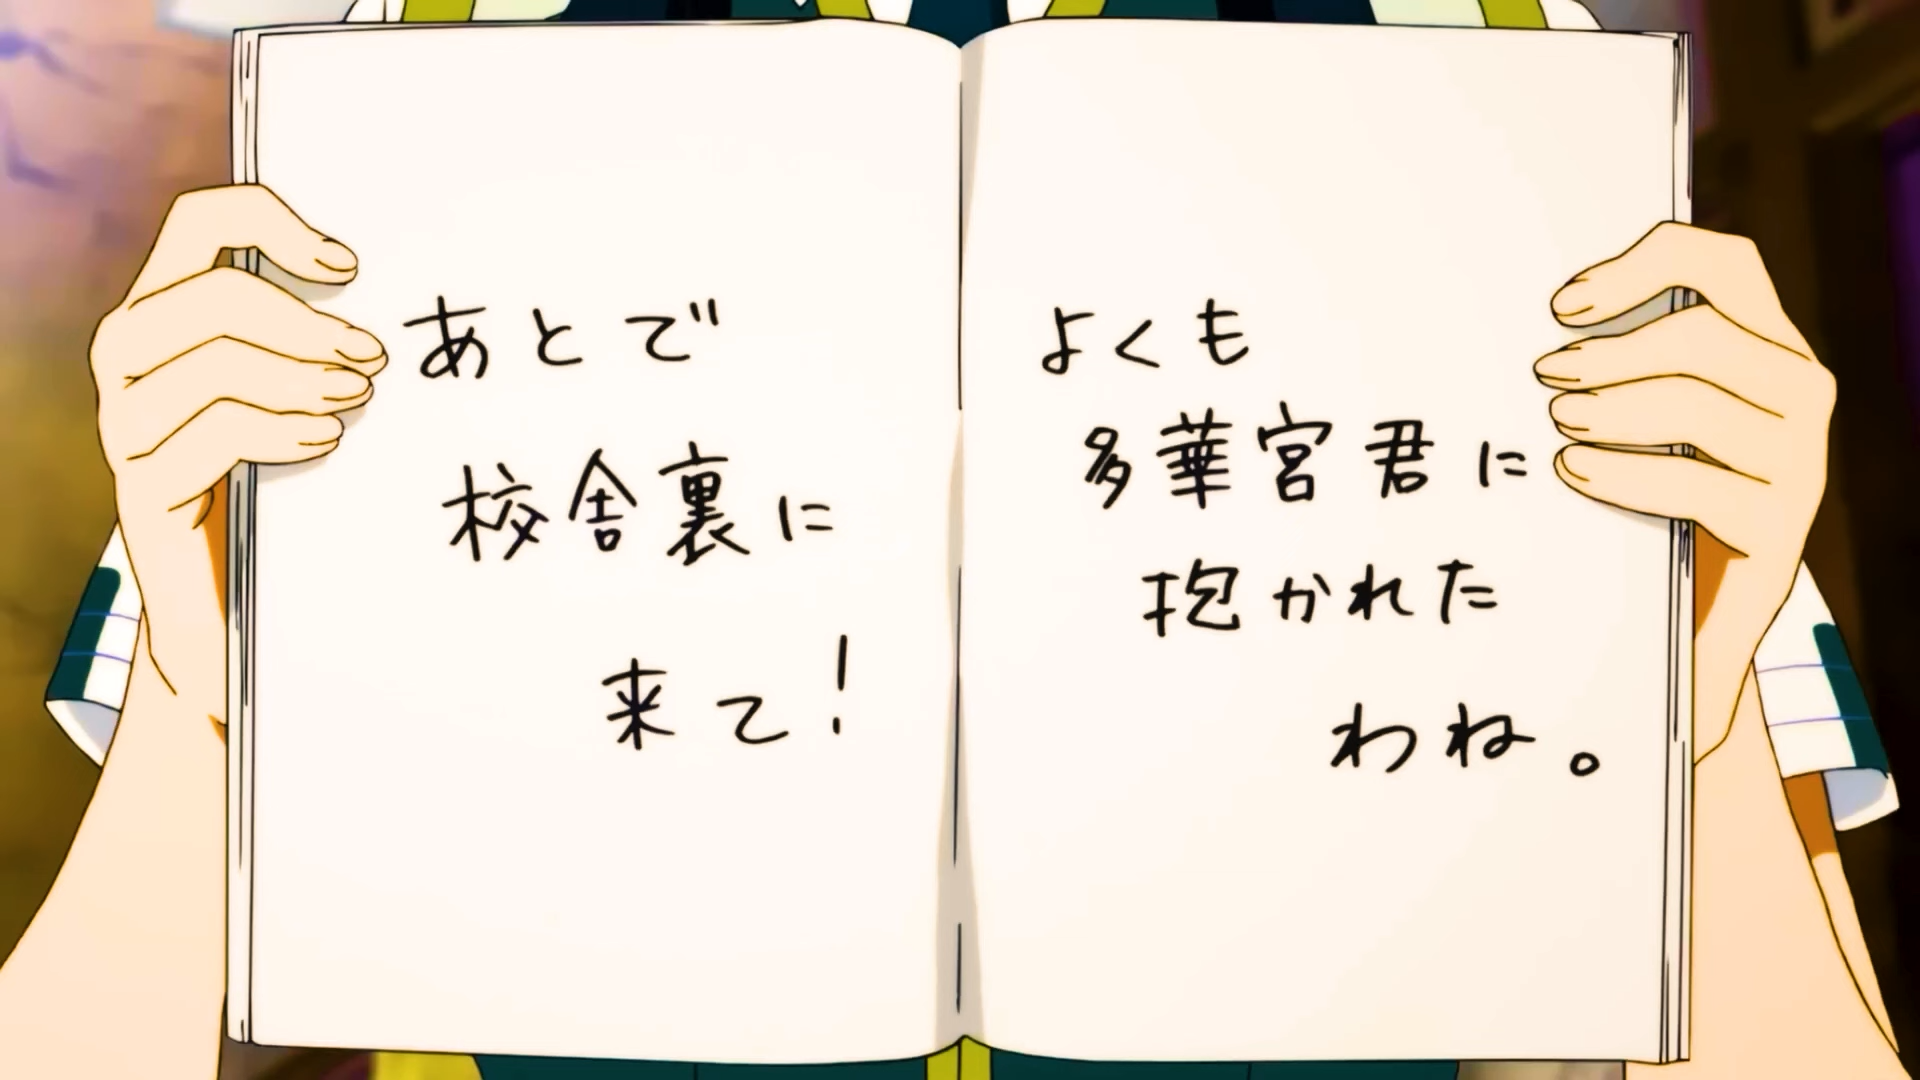 あとで
校舎裏に
来て!
よくも
多華宮君に
抱かれた
わね。